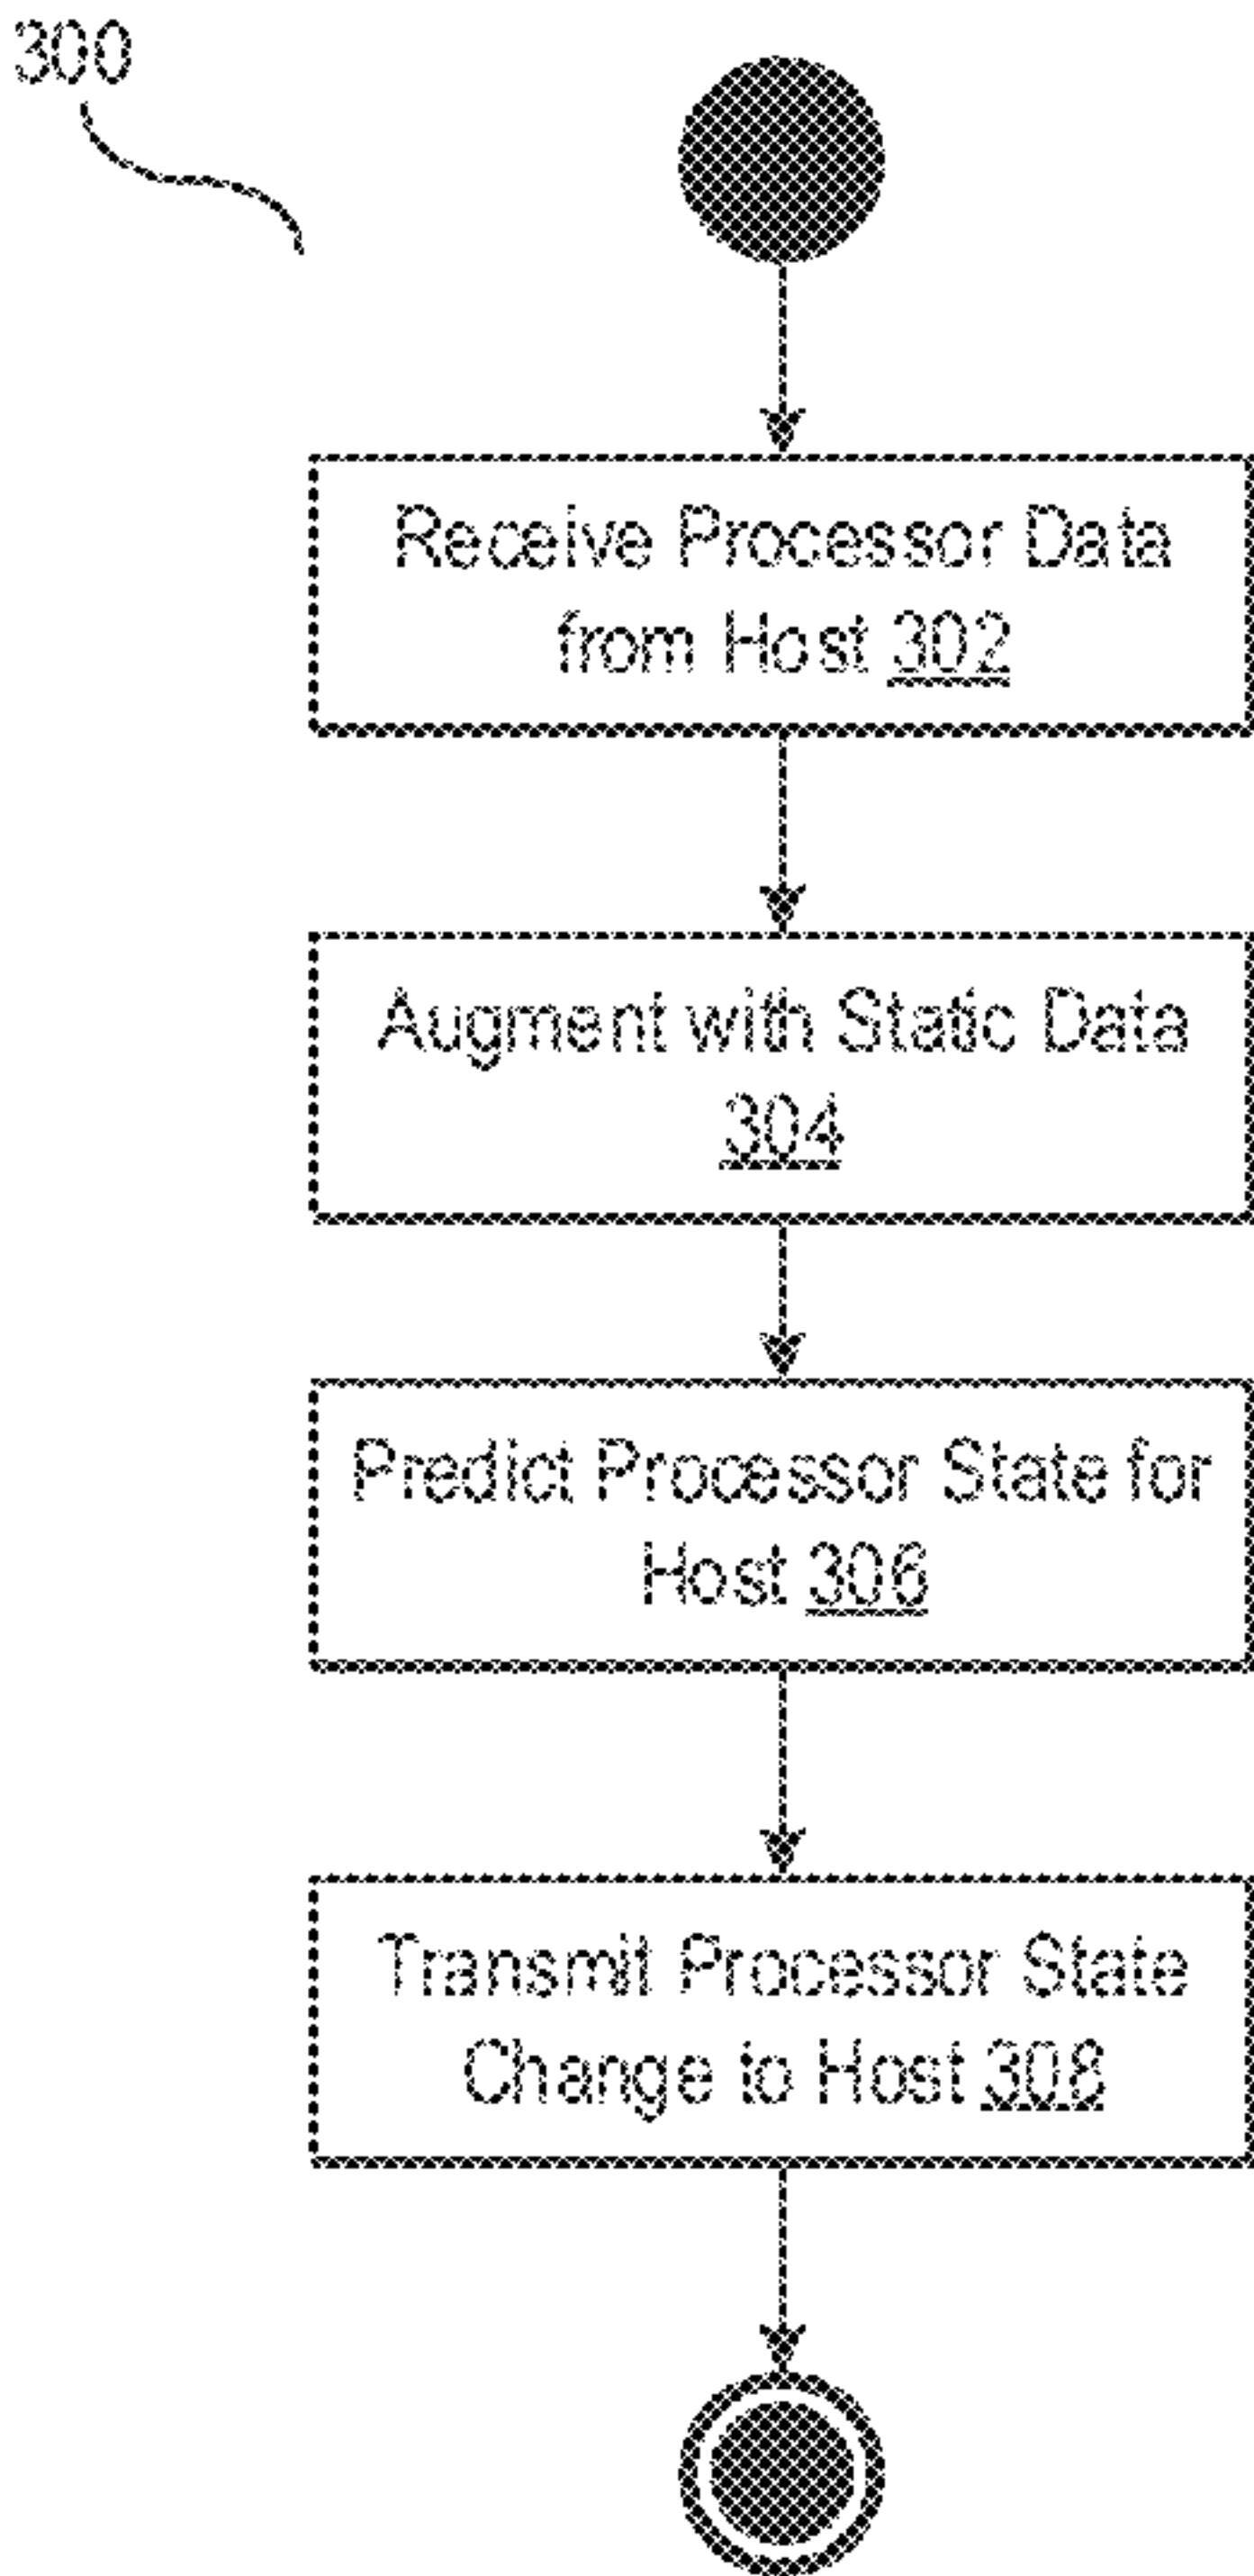 300
Receive Processor Data
from Host 302
Augment with Static Data
304
Predict Processor State for
Host 306
Transmit Processor State
Change to Host 308